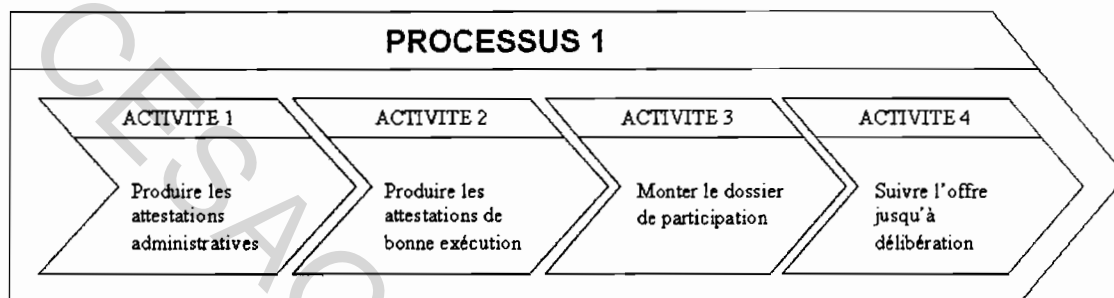 PROCESSUS 1
ACTIVITE 1
Produire les
attestations
administratives
ACTIVITE 2
Produire les
attestations de
bonne exécution
ACTIVITE 3
Monter le dossier
de participation
ACTIVITE 4
Suivre l'offre
jusqu'à
délibération
CESAG